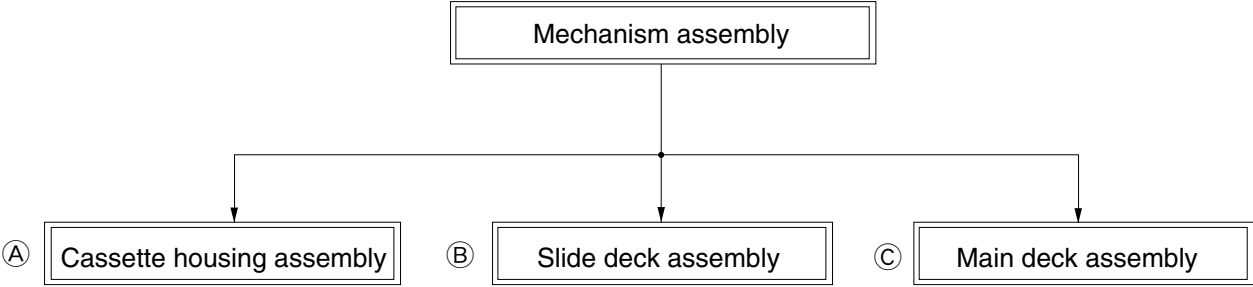 Mechanism assembly
Ⓐ Cassette housing assembly
Ⓑ Slide deck assembly
Ⓒ Main deck assembly